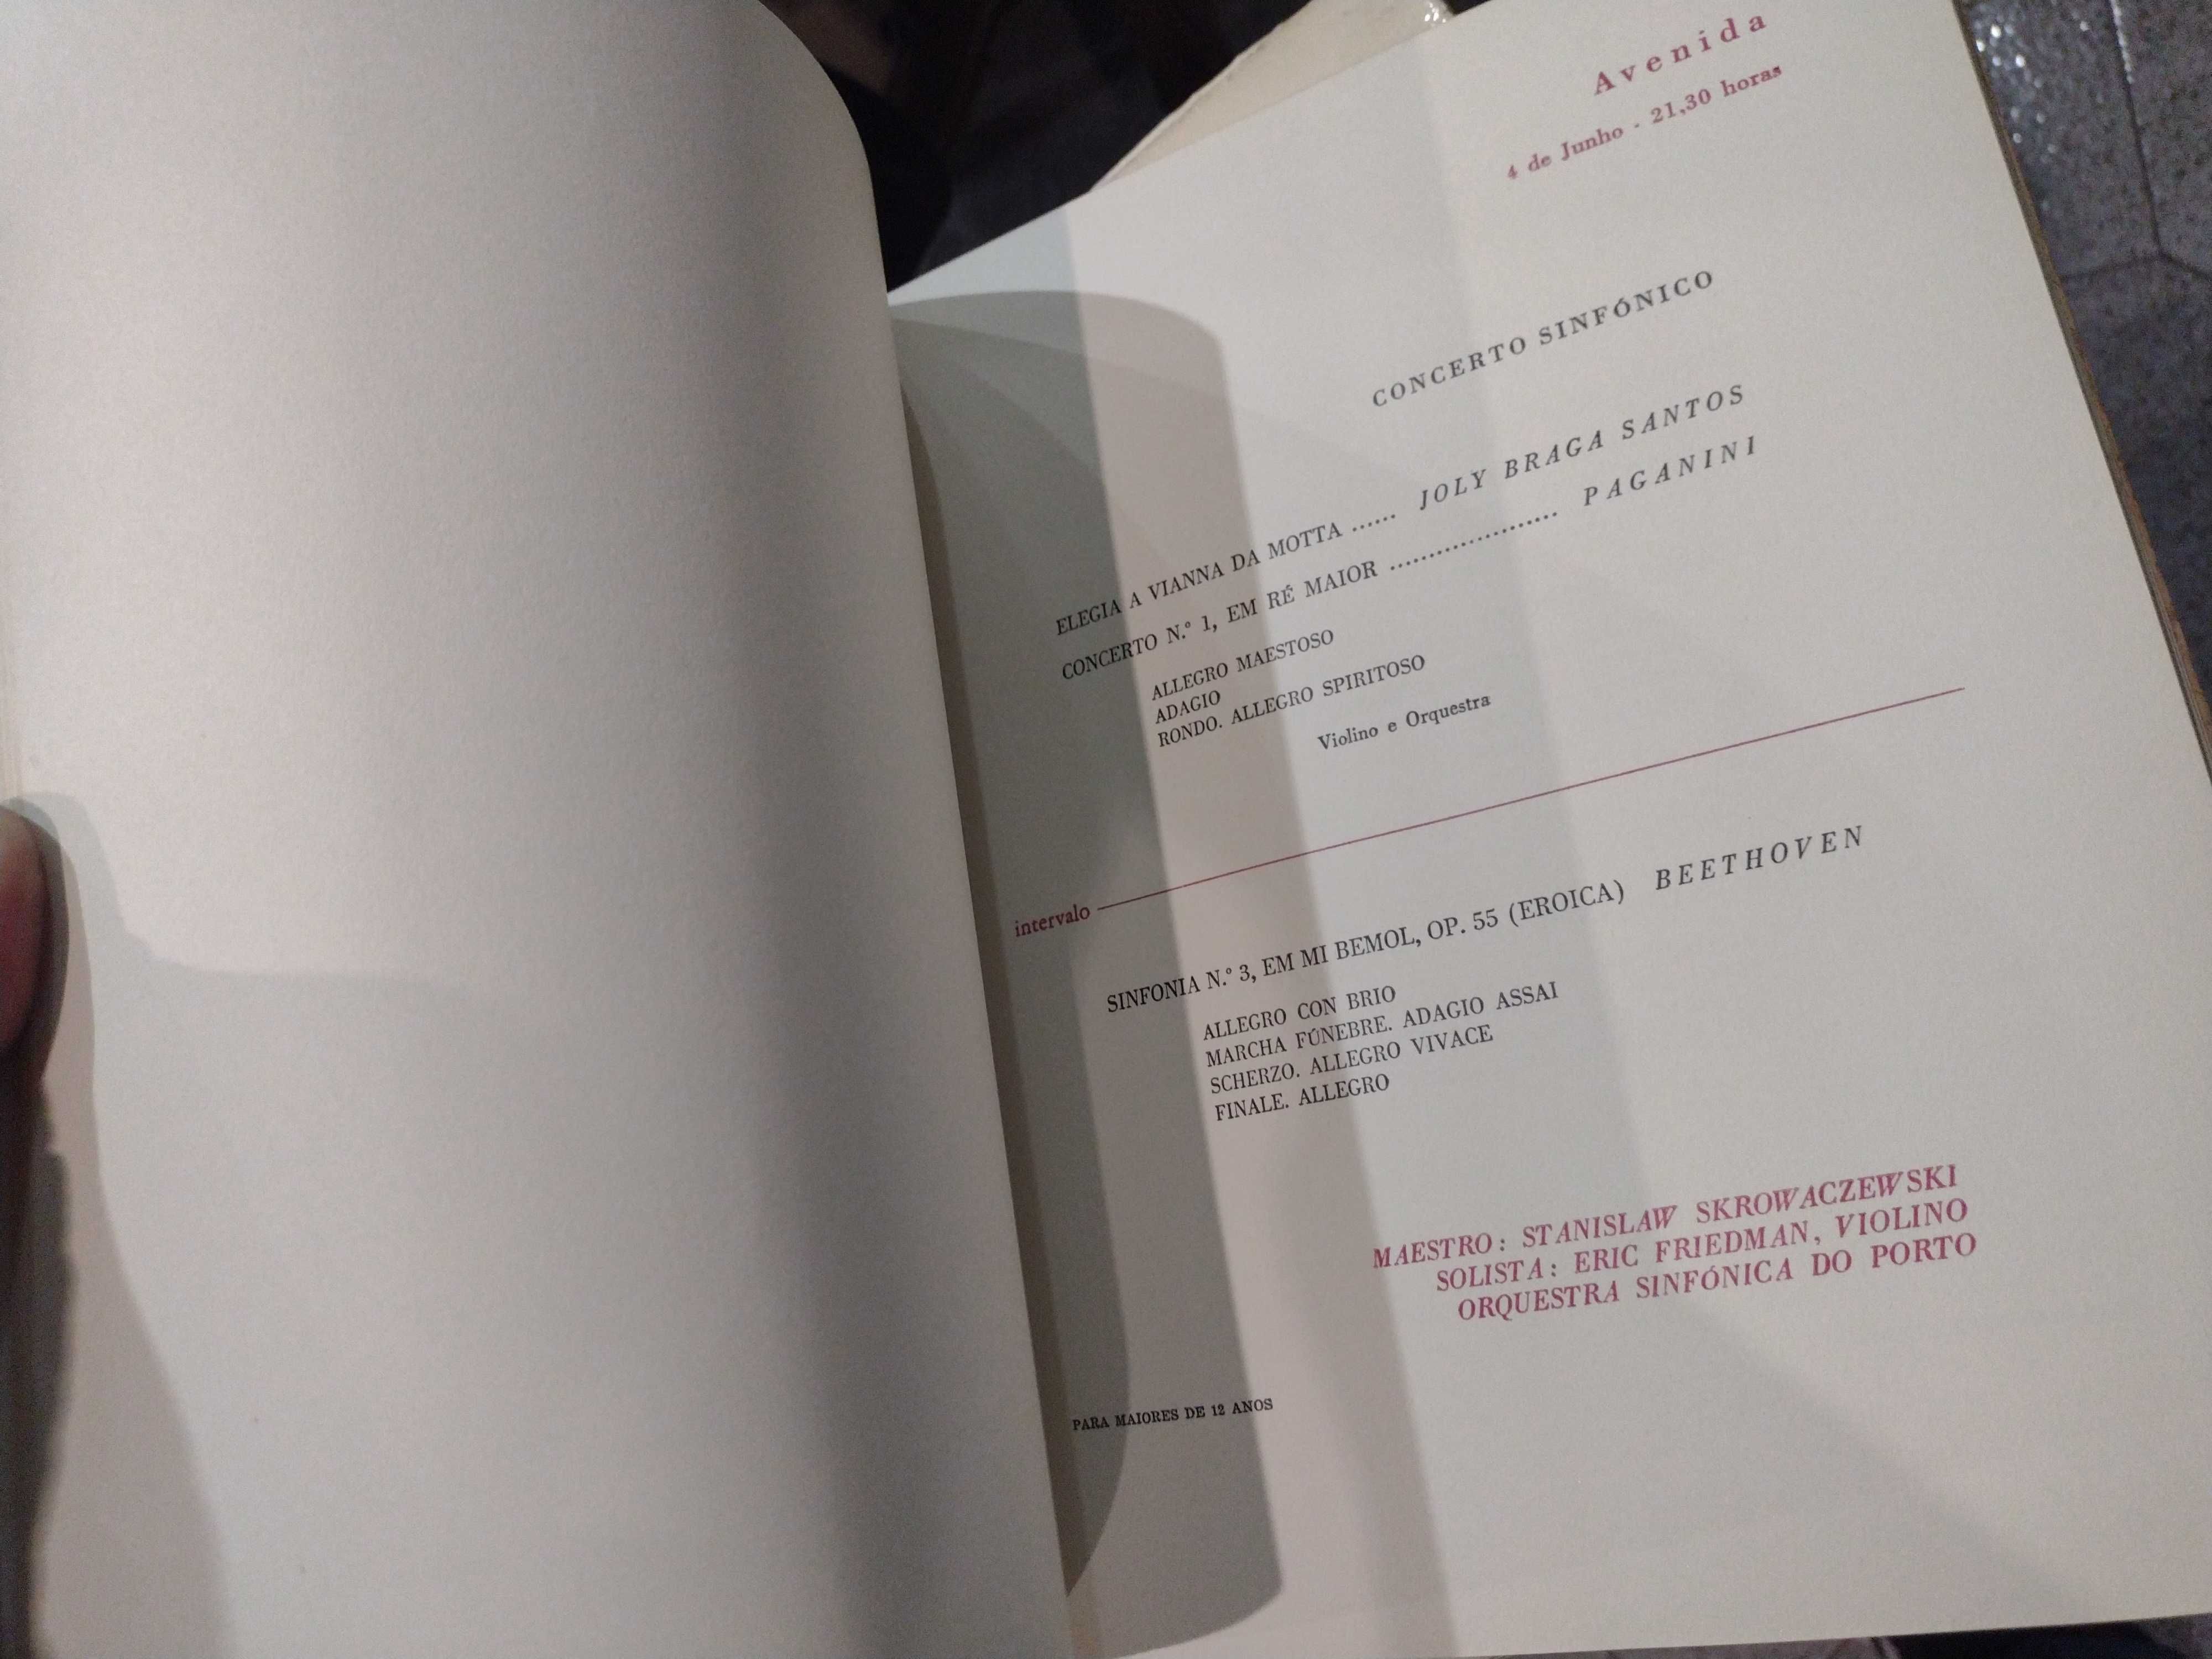 Avenida
4 de Junho - 21,30 horas
CONCERTO SINFÓNICO
ELEGIA A VIANNA DA MOTTA ...... JOLY BRAGA SANTOS
CONCERTO N.º 1, EM RÉ MAIOR ...................... PAGANINI
ALLEGRO MAESTOSO
ADAGIO
RONDO. ALLEGRO SPIRITOSO
Violino e Orquestra
intervalo
SINFONIA N.º 3, EM MI BEMOL, OP. 55 (EROICA) BEETHOVEN
ALLEGRO CON BRIO
MARCHA FÚNEBRE. ADAGIO ASSAI
SCHERZO. ALLEGRO VIVACE
FINALE. ALLEGRO
MAESTRO: STANISLAW SKROWACZEWSKI
SOLISTA: ERIC FRIEDMAN, VIOLINO
ORQUESTRA SINFÓNICA DO PORTO
PARA MAIORES DE 12 ANOS